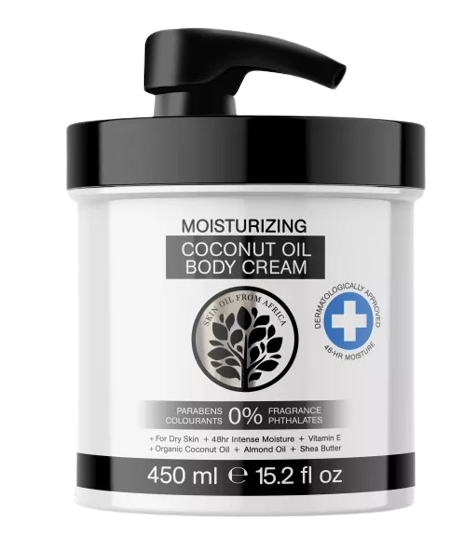 MOISTURIZING
COCONUT OIL
BODY CREAM
SKIN OIL FROM AFRICA
DERMATOLOGICALLY APPROVED
48-HR MOISTURE
PARABENS 0% FRAGRANCE
COLOURANTS PHTHALATES
+ For Dry Skin + 48hr Intense Moisture + Vitamin E
+ Organic Coconut Oil + Almond Oil + Shea Butter
450 ml ℮ 15.2 fl oz